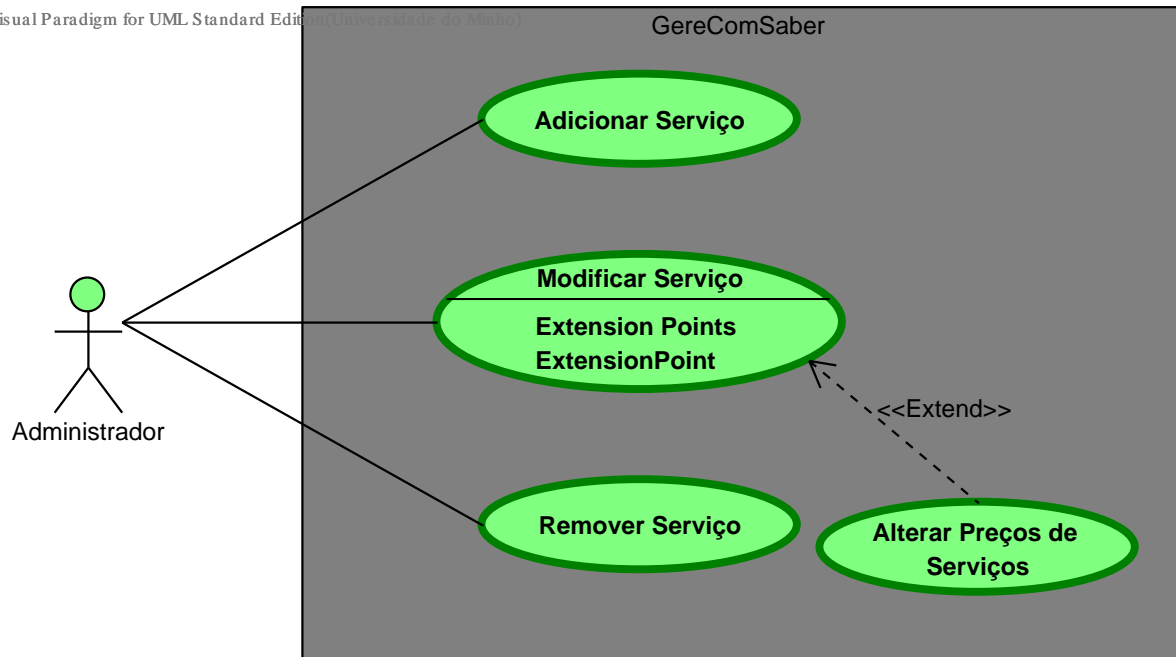 isual Paradigm for UML Standard Edition(Universidade do Minho)
GereComSaber
Adicionar Serviço
Modificar Serviço
Extension Points
ExtensionPoint
Administrador
<<Extend>>
Remover Serviço
Alterar Preços de
Serviços